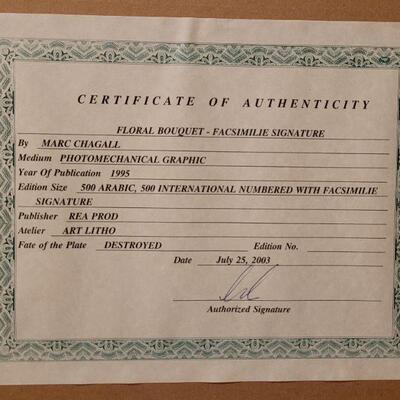 CERTIFICATE OF AUTHENTICITY
FLORAL BOUQUET - FACSIMILIE SIGNATURE
By MARC CHAGALL
Medium PHOTOMECHANICAL GRAPHIC
Year Of Publication 1995
Edition Size 500 ARABIC, 500 INTERNATIONAL NUMBERED WITH FACSIMILIE
SIGNATURE
Publisher REA PROD
Atelier ART LITHO
Fate of the Plate DESTROYED Edition No.
Date July 25, 2003
Authorized Signature